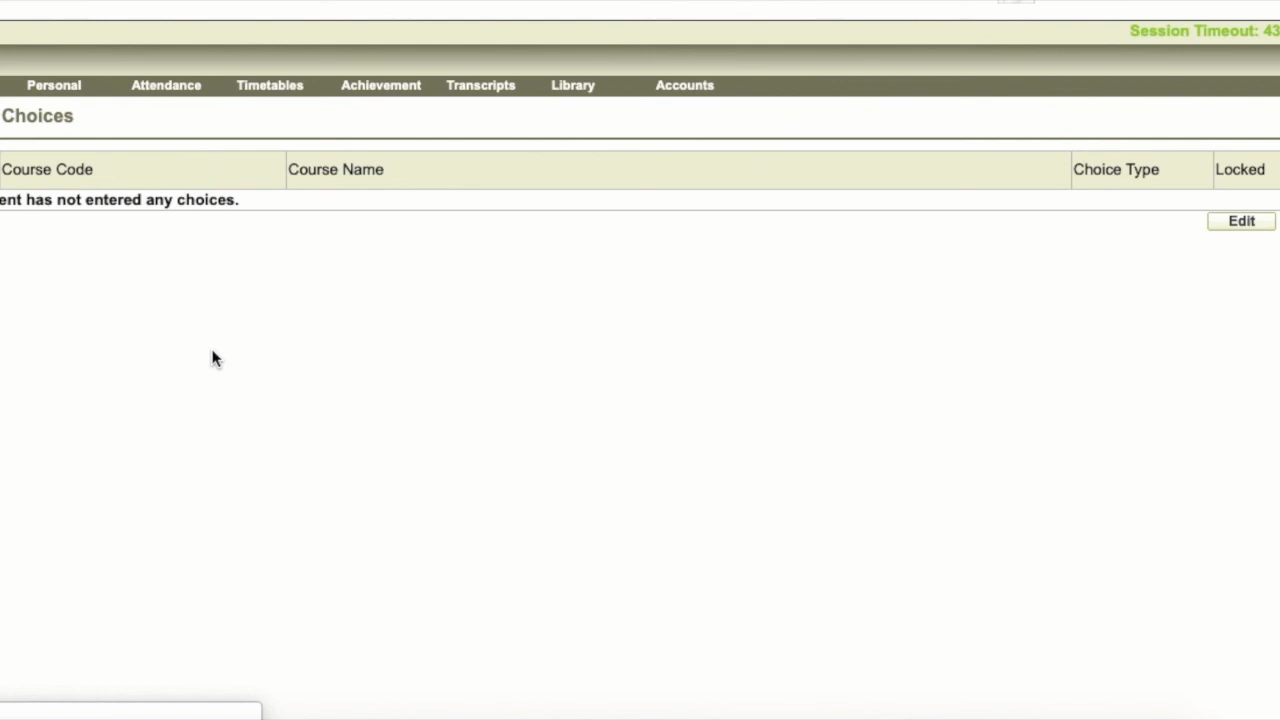 Session Timeout: 43
Personal Attendance Timetables Achievement Transcripts Library Accounts
Choices
Course Code Course Name Choice Type Locked
ent has not entered any choices.
Edit